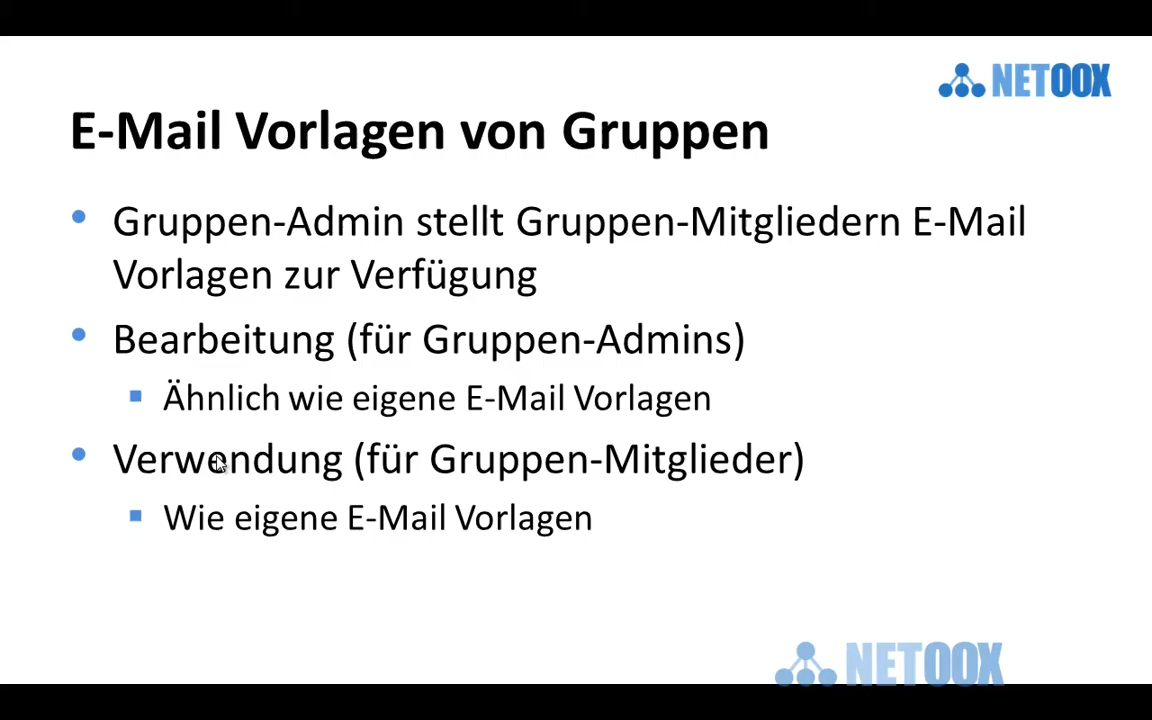 NETOOX
E-Mail Vorlagen von Gruppen
• Gruppen-Admin stellt Gruppen-Mitgliedern E-Mail
Vorlagen zur Verfügung
• Bearbeitung (für Gruppen-Admins)
▪ Ähnlich wie eigene E-Mail Vorlagen
• Verwendung (für Gruppen-Mitglieder)
▪ Wie eigene E-Mail Vorlagen
NETOOX